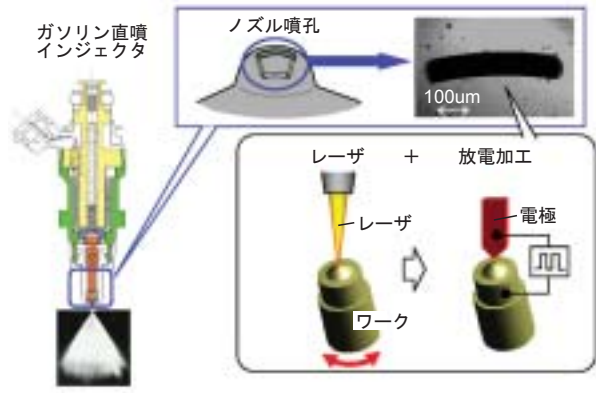 ガソリン直噴
インジェクタ
ノズル噴孔
100um
レーザ + 放電加工
レーザ
電極
ワーク